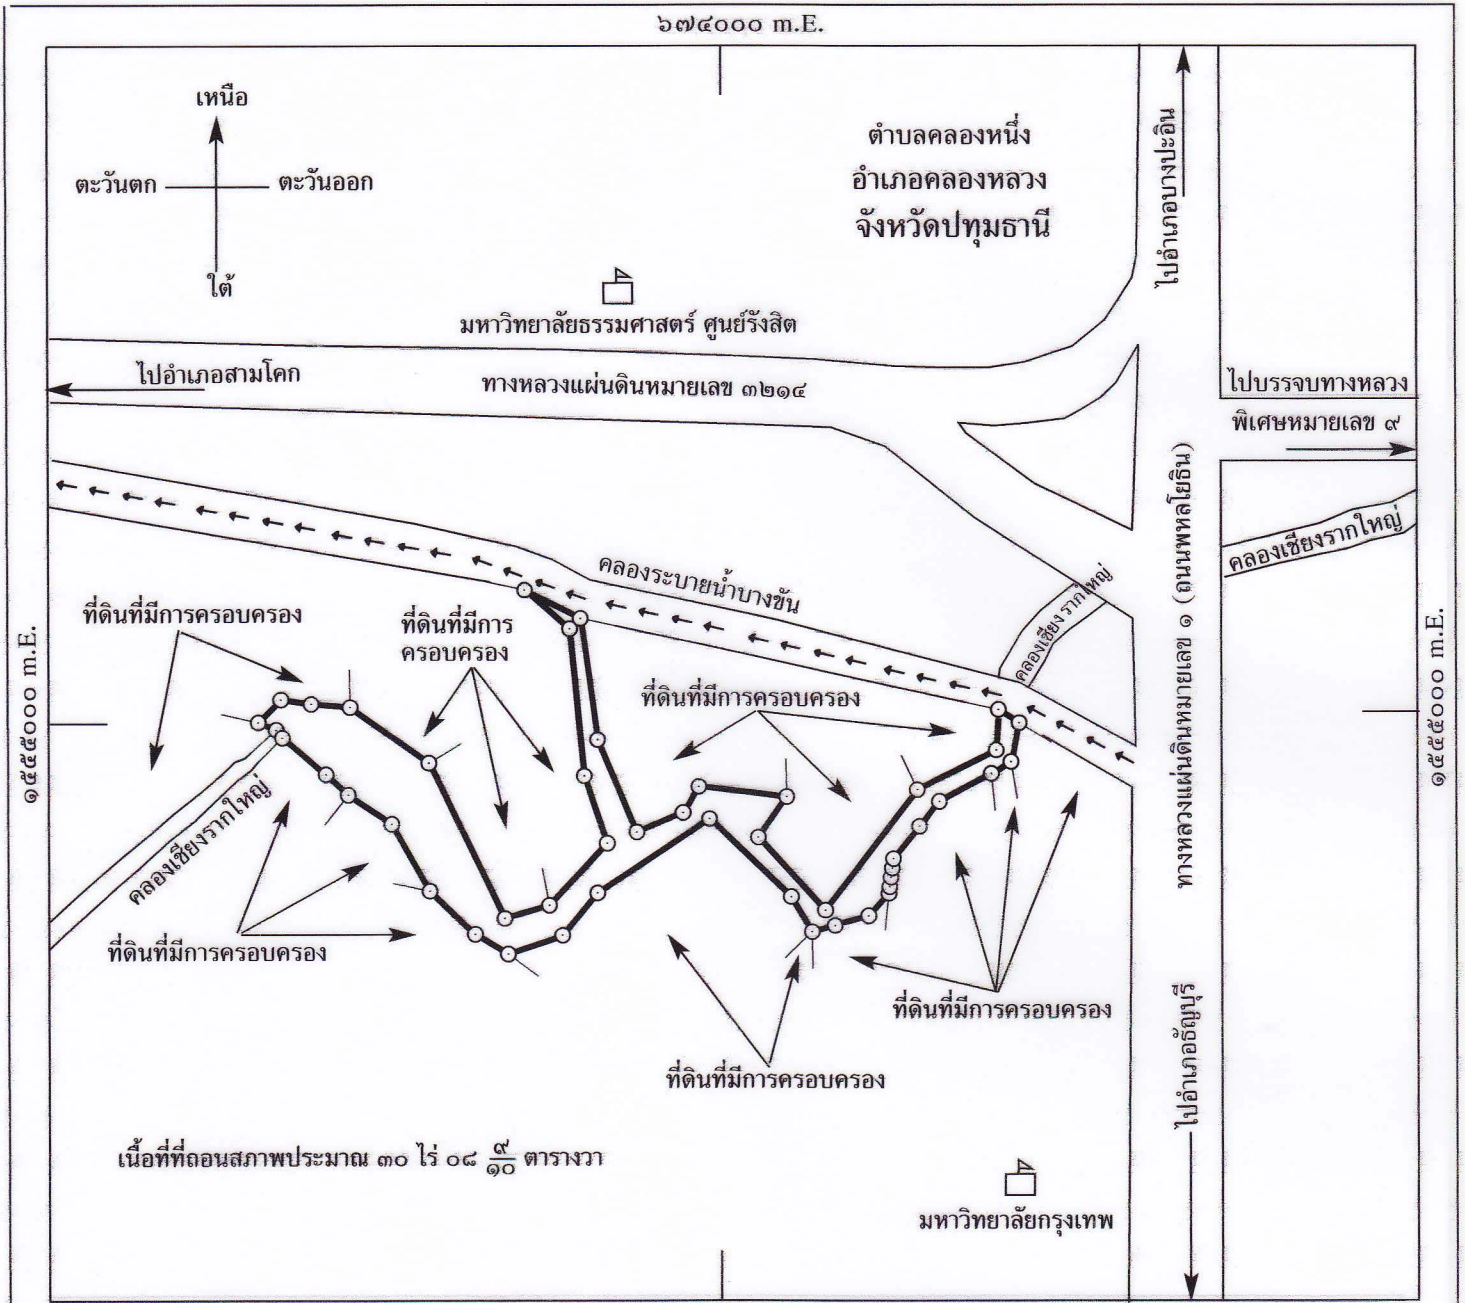 ๖๗๔๐๐๐ m.E.
เหนือ
ตะวันตก
ตะวันออก
ใต้
ตำบลคลองหนึ่ง
อำเภอคลองหลวง
จังหวัดปทุมธานี
ไปอำเภอบางปะอิน
มหาวิทยาลัยธรรมศาสตร์ ศูนย์รังสิต
ไปอำเภอสามโคก
ทางหลวงแผ่นดินหมายเลข ๓๒๑๔
ไปบรรจบทางหลวง
พิเศษหมายเลข ๙
คลองเชียงรากใหญ่
ทางหลวงแผ่นดินหมายเลข ๑ (ถนนพหลโยธิน)
คลองระบายน้ำบางขัน
คลองเชียงรากใหญ่
ที่ดินที่มีการครอบครอง
ที่ดินที่มีการ
ครอบครอง
ที่ดินที่มีการครอบครอง
๑๕๕๕๐๐๐ m.E.
๑๕๕๕๐๐๐ m.E.
คลองเชียงรากใหญ่
ที่ดินที่มีการครอบครอง
ที่ดินที่มีการครอบครอง
ที่ดินที่มีการครอบครอง
ไปอำเภอธัญบุรี
เนื้อที่ที่ถอนสภาพประมาณ ๓๐ ไร่ ๐๘ ๙/๑๐ ตารางวา
มหาวิทยาลัยกรุงเทพ